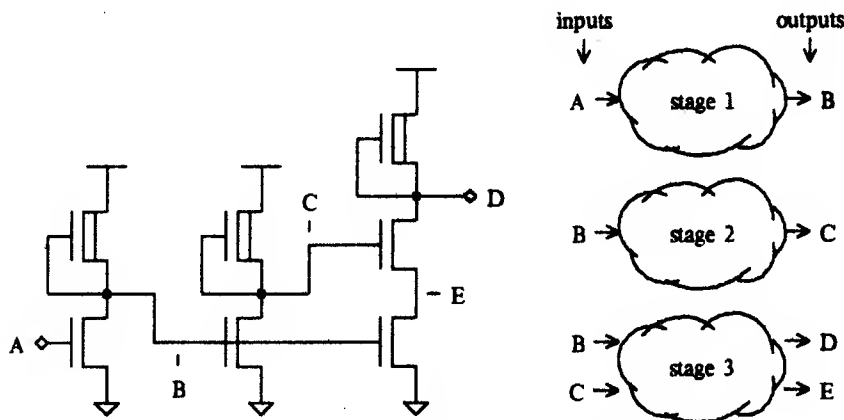 inputs outputs
A stage 1 B
B stage 2 C
B stage 3 D
C E
C
D
E
A
B